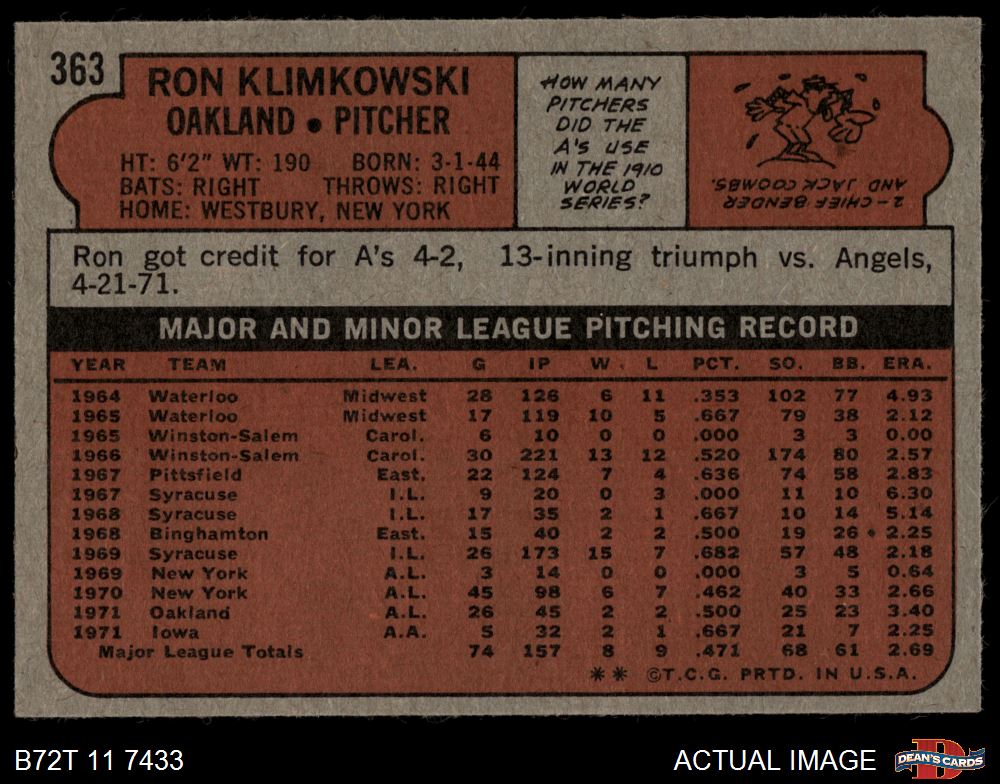 363
RON KLIMKOWSKI
OAKLAND • PITCHER
HT: 6'2" WT: 190 BORN: 3-1-44
BATS: RIGHT THROWS: RIGHT
HOME: WESTBURY, NEW YORK
HOW MANY
PITCHERS
DID THE
A'S USE
IN THE 1910
WORLD
SERIES?
2-CHIEF BENDER
AND JACK COOMBS.
Ron got credit for A's 4-2, 13-inning triumph vs. Angels,
4-21-71.
MAJOR AND MINOR LEAGUE PITCHING RECORD
YEAR TEAM LEA. G IP W L PCT. SO. BB. ERA.
1964 Waterloo Midwest 28 126 6 11 .353 102 77 4.93
1965 Waterloo Midwest 17 119 10 5 .667 79 38 2.12
1965 Winston-Salem Carol. 6 10 0 0 .000 3 3 0.00
1966 Winston-Salem Carol. 30 221 13 12 .520 174 80 2.57
1967 Pittsfield East. 22 124 7 4 .636 74 58 2.83
1967 Syracuse I.L. 9 20 0 3 .000 11 10 6.30
1968 Syracuse I.L. 17 35 2 1 .667 10 14 5.14
1968 Binghamton East. 15 40 2 2 .500 19 26 2.25
1969 Syracuse I.L. 26 173 15 7 .682 57 48 2.18
1969 New York A.L. 3 14 0 0 .000 3 5 0.64
1970 New York A.L. 45 98 6 7 .462 40 33 2.66
1971 Oakland A.L. 26 45 2 2 .500 25 23 3.40
1971 Iowa A.A. 5 32 2 1 .667 21 7 2.25
Major League Totals 74 157 8 9 .471 68 61 2.69
** ©T.C.G. PRTD. IN U.S.A.
B72T 11 7433
ACTUAL IMAGE
DEAN'S CARDS